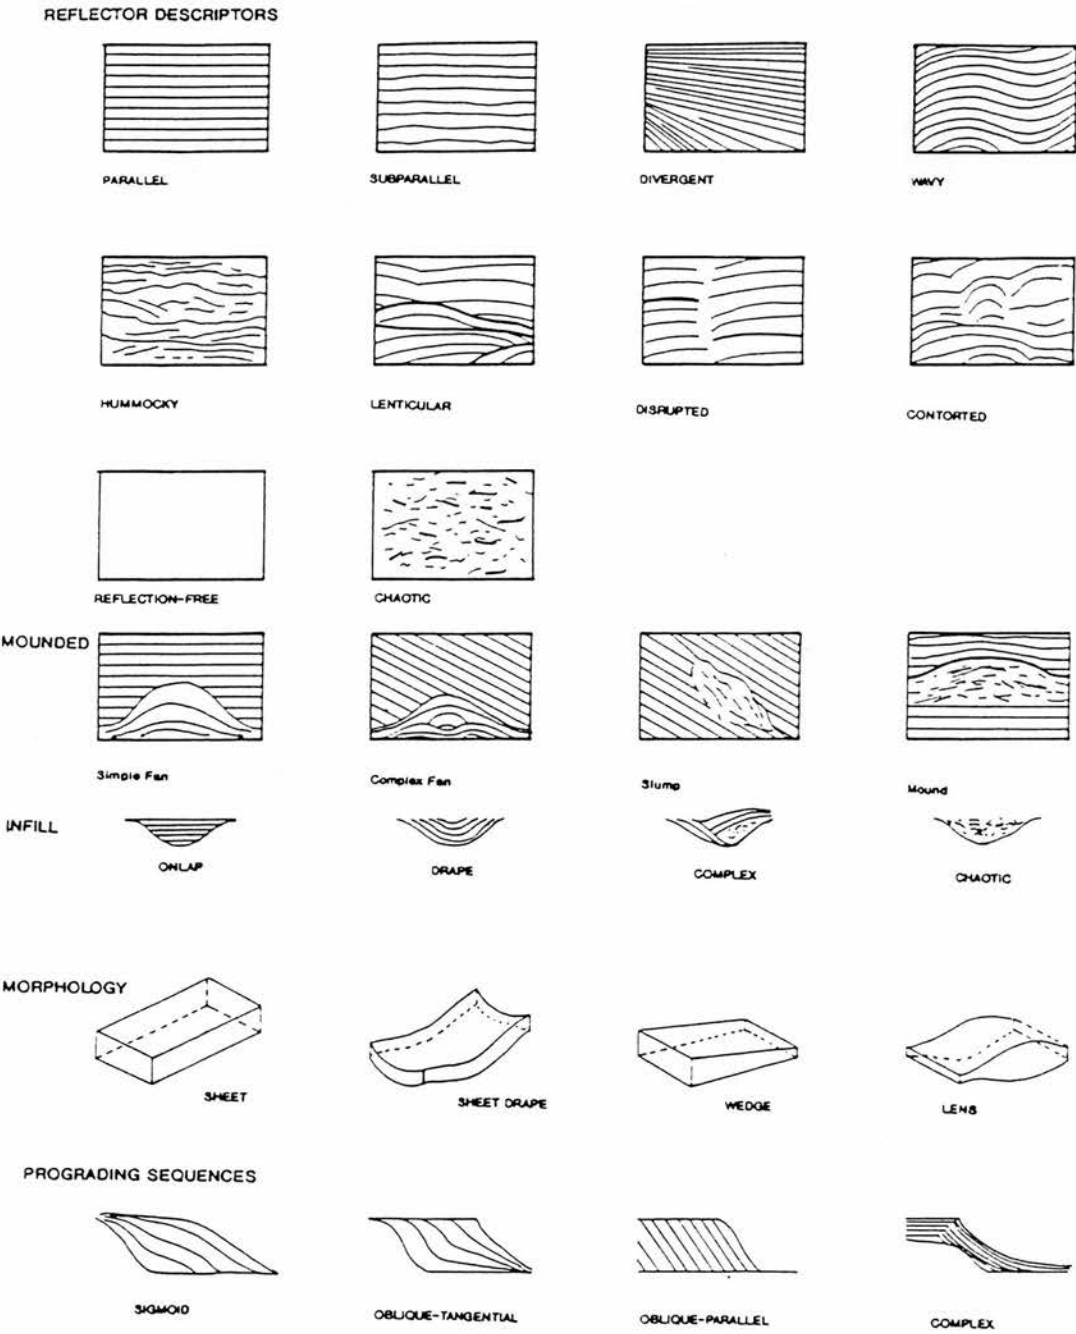 REFLECTOR DESCRIPTORS
PARALLEL
SUBPARALLEL
DIVERGENT
WAVY
HUMMOCKY
LENTICULAR
DISRUPTED
CONTORTED
REFLECTION-FREE
CHAOTIC
MOUNDED
Simple Fan
Complex Fan
Slump
Mound
INFILL
ONLAP
DRAPE
COMPLEX
CHAOTIC
MORPHOLOGY
SHEET
SHEET DRAPE
WEDGE
LENS
PROGRADING SEQUENCES
SIGMOID
OBLIQUE-TANGENTIAL
OBLIQUE-PARALLEL
COMPLEX